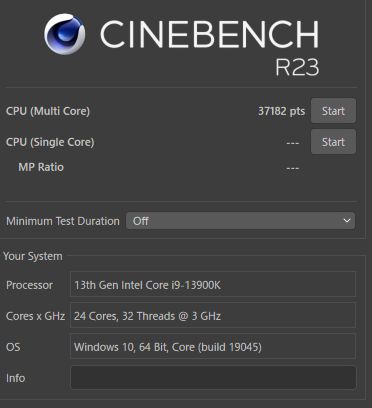 CINEBENCH
R23
CPU (Multi Core) 37182 pts Start
CPU (Single Core) --- Start
MP Ratio ---
Minimum Test Duration Off
Your System
Processor 13th Gen Intel Core i9-13900K
Cores x GHz 24 Cores, 32 Threads @ 3 GHz
OS Windows 10, 64 Bit, Core (build 19045)
Info